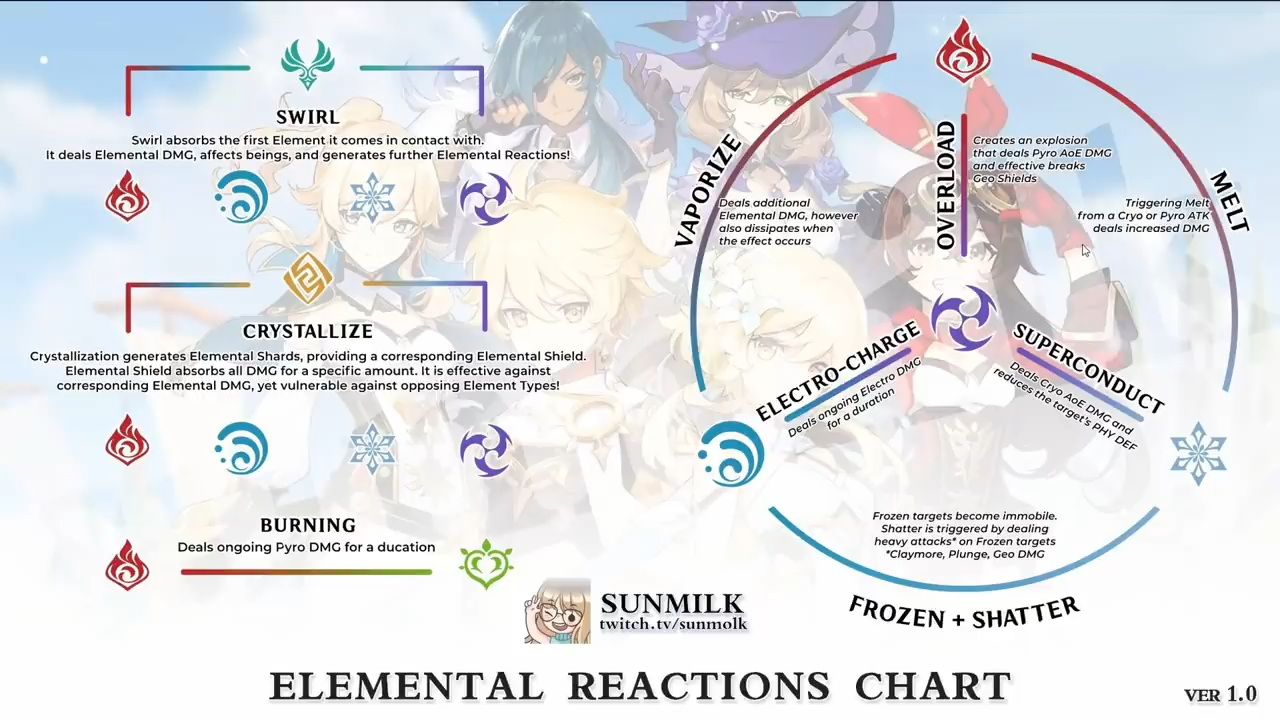 SWIRL
Swirl absorbs the first Element it comes in contact with.
It deals Elemental DMG, affects beings, and generates further Elemental Reactions!
CRYSTALLIZE
Crystallization generates Elemental Shards, providing a corresponding Elemental Shield.
Elemental Shield absorbs all DMG for a specific amount. It is effective against
corresponding Elemental DMG, yet vulnerable against opposing Element Types!
BURNING
Deals ongoing Pyro DMG for a ducation
VAPORIZE
Deals additional
Elemental DMG, however
also dissipates when
the effect occurs
OVERLOAD
Creates an explosion
that deals Pyro AoE DMG
and effective breaks
Geo Shields
MELT
Triggering Melt
from a Cryo or Pyro ATK
deals increased DMG
ELECTRO-CHARGE
Deals ongoing Electro DMG
for a duration
SUPERCONDUCT
Deals Cryo AoE DMG and
reduces the target's PHY DEF
Frozen targets become immobile.
Shatter is triggered by dealing
heavy attacks* on Frozen targets
*Claymore, Plunge, Geo DMG
FROZEN + SHATTER
SUNMILK
twitch.tv/sunmolk
ELEMENTAL REACTIONS CHART
VER 1.0